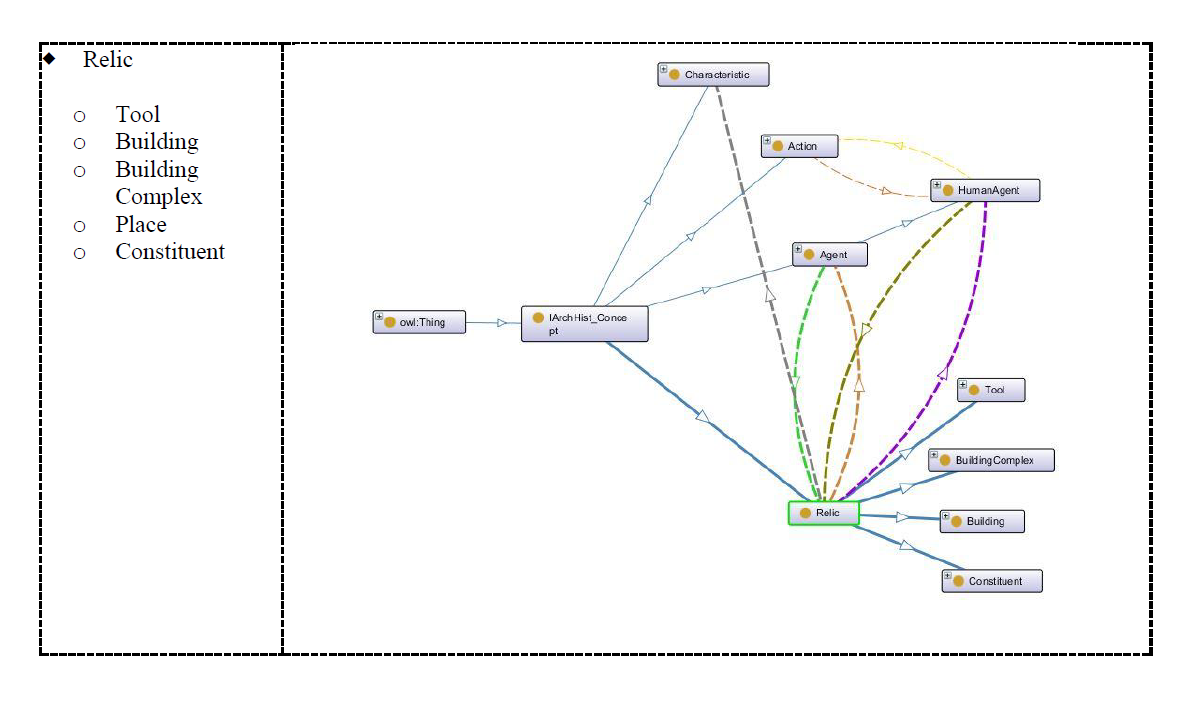 Relic
Tool
Building
Building
Complex
Place
Constituent
Characteristic
Action
HumanAgent
Agent
owl:Thing
IArchHist_Conce
pt
Tool
BuildingComplex
Relic
Building
Constituent